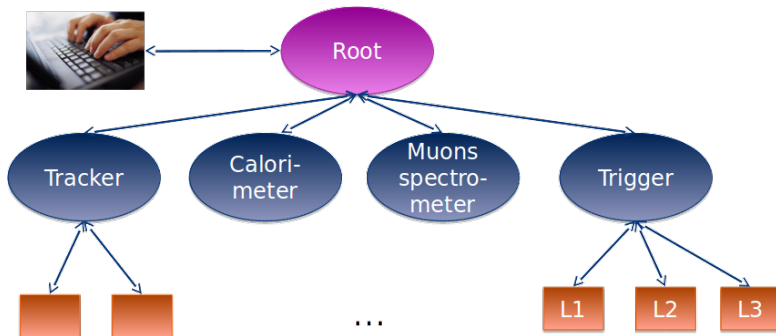 Root
Tracker
Calori-
meter
Muons
spectro-
meter
Trigger
L1
L2
L3
...